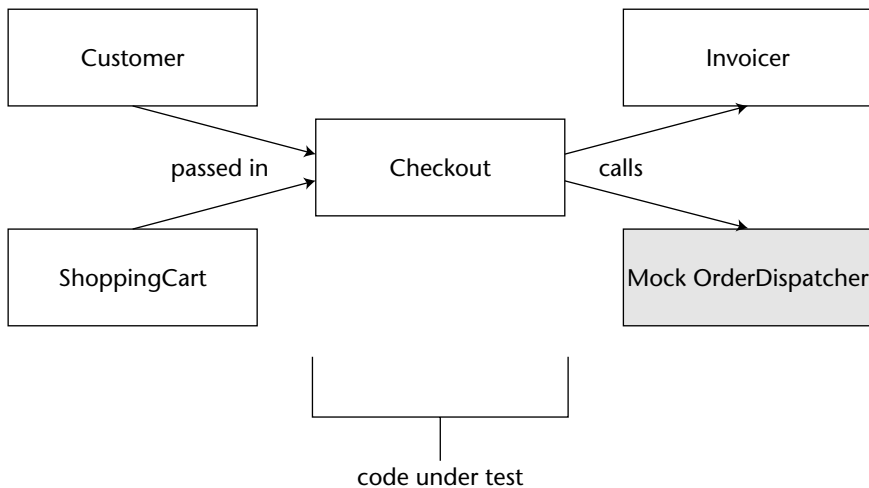 Customer
Invoicer
passed in
Checkout
calls
ShoppingCart
Mock OrderDispatcher
code under test